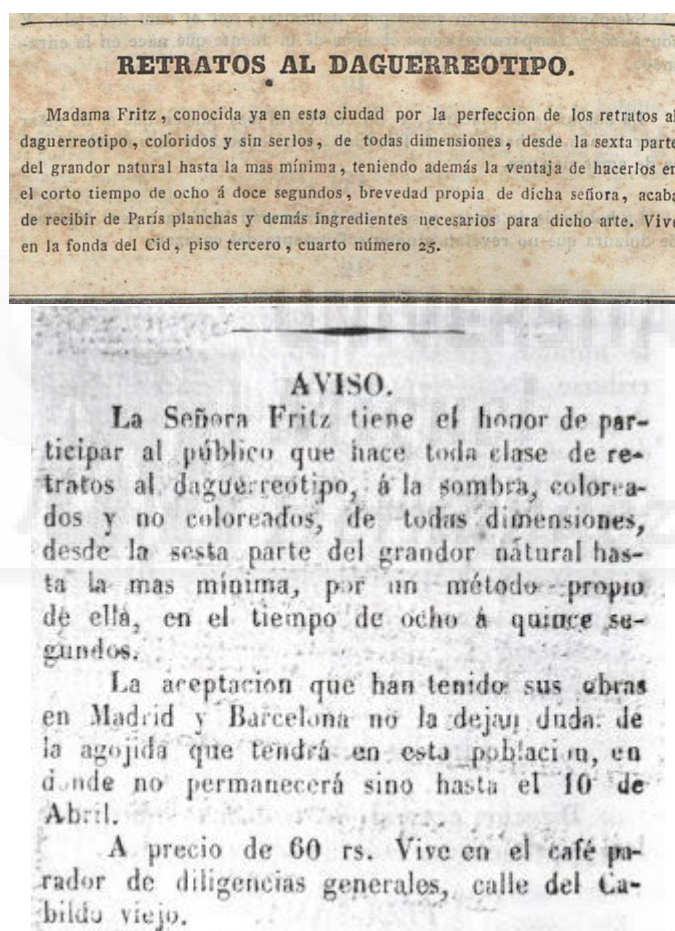 RETRATOS AL DAGUERREOTIPO.
Madama Fritz, conocida ya en esta ciudad por la perfeccion de los retratos al
daguerreotipo, coloridos y sin serlos, de todas dimensiones, desde la sexta parte
del grandor natural hasta la mas mínima, teniendo además la ventaja de hacerlos en
el corto tiempo de ocho á doce segundos, brevedad propia de dicha señora, acaba
de recibir de París planchas y demás ingredientes necesarios para dicho arte. Vive
en la fonda del Cid, piso tercero, cuarto número 25.
AVISO.
La Señora Fritz tiene el honor de par-
ticipar al público que hace toda clase de re-
tratos al daguerreotipo, á la sombra, colorea-
dos y no coloreados, de todas dimensiones,
desde la sesta parte del grandor natural has-
ta la mas mínima, por un método propio
de ella, en el tiempo de ocho á quince se-
gundos.
La aceptacion que han tenido sus obras
en Madrid y Barcelona no la dejan duda de
la agojida que tendrá en esta poblacion, en
donde no permanecerá sino hasta el 10 de
Abril.
A precio de 60 rs. Vive en el café pa-
rador de diligencias generales, calle del Ca-
bildo viejo.